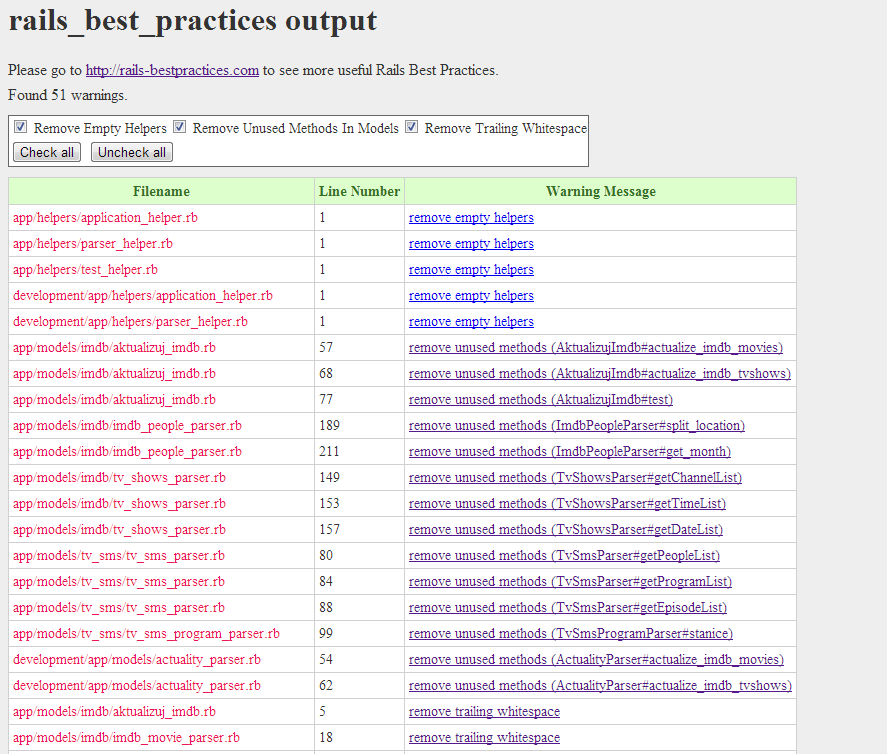 rails_best_practices output
Please go to http://rails-bestpractices.com to see more useful Rails Best Practices.
Found 51 warnings.
Remove Empty Helpers Remove Unused Methods In Models Remove Trailing Whitespace
Check all Uncheck all
Filename Line Number Warning Message
app/helpers/application_helper.rb 1 remove empty helpers
app/helpers/parser_helper.rb 1 remove empty helpers
app/helpers/test_helper.rb 1 remove empty helpers
development/app/helpers/application_helper.rb 1 remove empty helpers
development/app/helpers/parser_helper.rb 1 remove empty helpers
app/models/imdb/aktualizuj_imdb.rb 57 remove unused methods (AktualizujImdb#actualize_imdb_movies)
app/models/imdb/aktualizuj_imdb.rb 68 remove unused methods (AktualizujImdb#actualize_imdb_tvshows)
app/models/imdb/aktualizuj_imdb.rb 77 remove unused methods (AktualizujImdb#test)
app/models/imdb/imdb_people_parser.rb 189 remove unused methods (ImdbPeopleParser#split_location)
app/models/imdb/imdb_people_parser.rb 211 remove unused methods (ImdbPeopleParser#get_month)
app/models/imdb/tv_shows_parser.rb 149 remove unused methods (TvShowsParser#getChannelList)
app/models/imdb/tv_shows_parser.rb 153 remove unused methods (TvShowsParser#getTimeList)
app/models/imdb/tv_shows_parser.rb 157 remove unused methods (TvShowsParser#getDateList)
app/models/tv_sms/tv_sms_parser.rb 80 remove unused methods (TvSmsParser#getPeopleList)
app/models/tv_sms/tv_sms_parser.rb 84 remove unused methods (TvSmsParser#getProgramList)
app/models/tv_sms/tv_sms_parser.rb 88 remove unused methods (TvSmsParser#getEpisodeList)
app/models/tv_sms/tv_sms_program_parser.rb 99 remove unused methods (TvSmsProgramParser#stanice)
development/app/models/actuality_parser.rb 54 remove unused methods (ActualityParser#actualize_imdb_movies)
development/app/models/actuality_parser.rb 62 remove unused methods (ActualityParser#actualize_imdb_tvshows)
app/models/imdb/aktualizuj_imdb.rb 5 remove trailing whitespace
app/models/imdb/imdb_movie_parser.rb 18 remove trailing whitespace